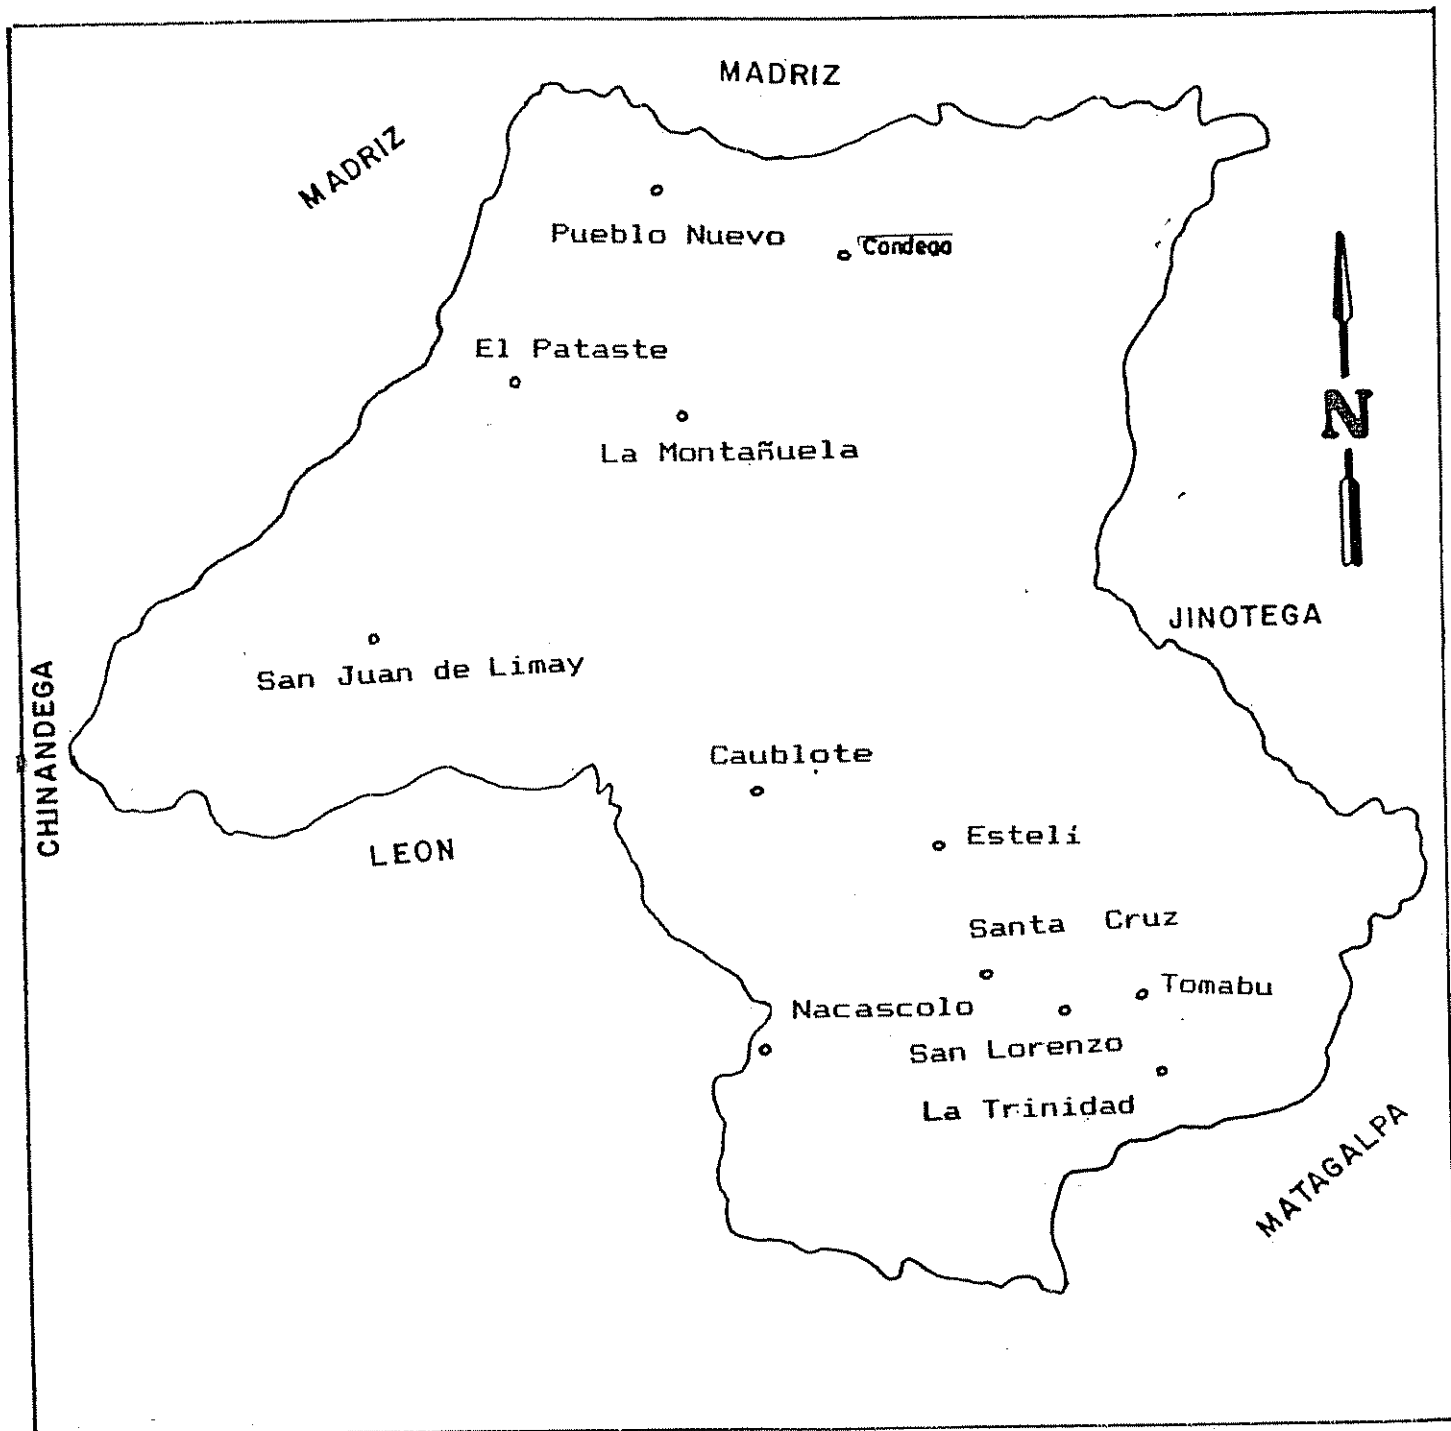 MADRIZ
MADRIZ
Pueblo Nuevo
Condega
El Pataste
La Montañuela
N
JINOTEGA
San Juan de Limay
CHINANDEGA
Caublote
LEON
Estelí
Santa Cruz
Tomabu
Nacascolo
San Lorenzo
La Trinidad
MATAGALPA